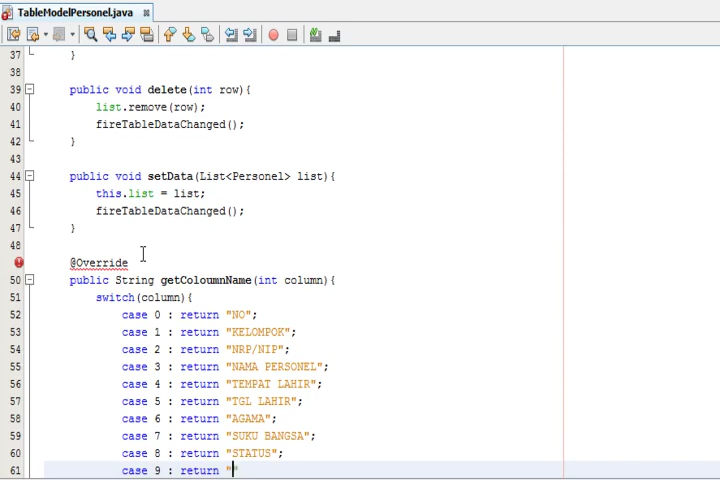 TableModelPersonel.java
37 }
38
39 public void delete(int row){
40 list.remove(row);
41 fireTableDataChanged();
42 }
43
44 public void setData(List<Personel> list){
45 this.list = list;
46 fireTableDataChanged();
47 }
48
@Override
50 public String getColoumnName(int column){
51 switch(column){
52 case 0 : return "NO";
53 case 1 : return "KELOMPOK";
54 case 2 : return "NRP/NIP";
55 case 3 : return "NAMA PERSONEL";
56 case 4 : return "TEMPAT LAHIR";
57 case 5 : return "TGL LAHIR";
58 case 6 : return "AGAMA";
59 case 7 : return "SUKU BANGSA";
60 case 8 : return "STATUS";
61 case 9 : return ""